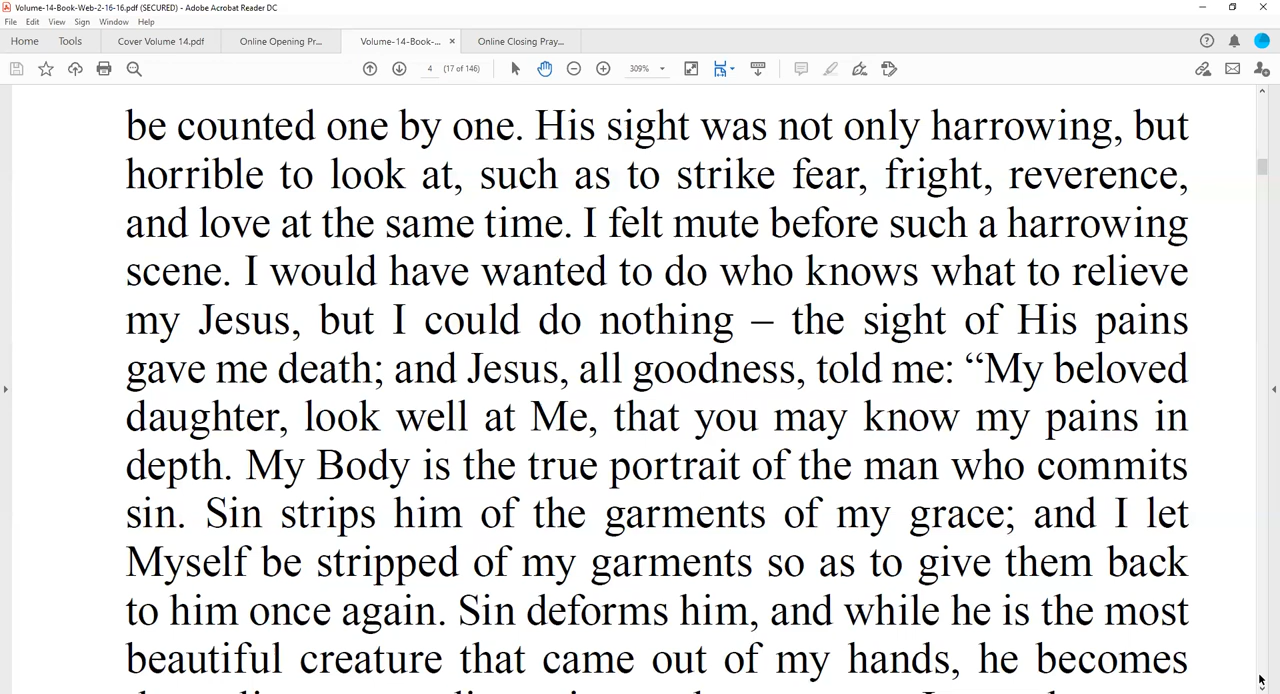 Volume-14-Book-Web-2-16-16.pdf (SECURED) - Adobe Acrobat Reader DC
File Edit View Sign Window Help
Home Tools Cover Volume 14.pdf Online Opening Pr... Volume-14-Book-... × Online Closing Pray...
4 (17 of 146) 309%
be counted one by one. His sight was not only harrowing, but
horrible to look at, such as to strike fear, fright, reverence,
and love at the same time. I felt mute before such a harrowing
scene. I would have wanted to do who knows what to relieve
my Jesus, but I could do nothing – the sight of His pains
gave me death; and Jesus, all goodness, told me: “My beloved
daughter, look well at Me, that you may know my pains in
depth. My Body is the true portrait of the man who commits
sin. Sin strips him of the garments of my grace; and I let
Myself be stripped of my garments so as to give them back
to him once again. Sin deforms him, and while he is the most
beautiful creature that came out of my hands, he becomes